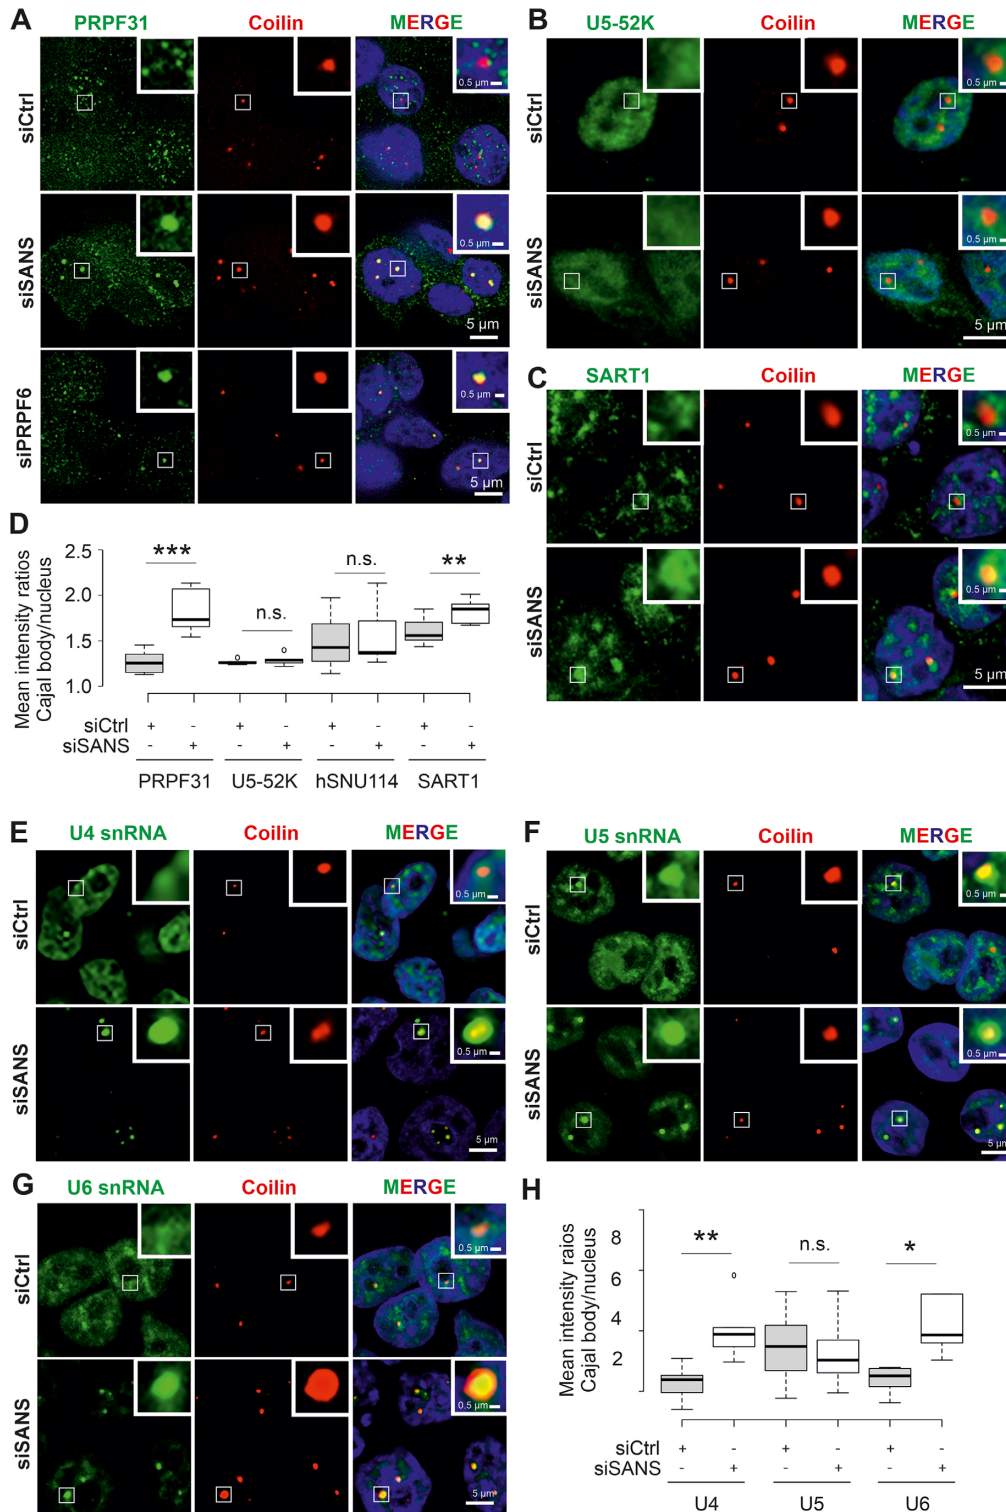 A
PRPF31 Coilin MERGE
siCtrl
0.5 µm
siSANS
0.5 µm
5 µm
siPRPF6
0.5 µm
5 µm
B
U5-52K Coilin MERGE
siCtrl
0.5 µm
siSANS
0.5 µm
5 µm
C
SART1 Coilin MERGE
siCtrl
0.5 µm
siSANS
0.5 µm
5 µm
D
Mean intensity ratios
Cajal body/nucleus
2.5
2.0
1.5
1.0
*** n.s. n.s. **
siCtrl + - + - + - + -
siSANS - + - + - + - +
PRPF31 U5-52K hSNU114 SART1
E
U4 snRNA Coilin MERGE
siCtrl
0.5 µm
siSANS
0.5 µm
5 µm
F
U5 snRNA Coilin MERGE
siCtrl
0.5 µm
siSANS
0.5 µm
5 µm
G
U6 snRNA Coilin MERGE
siCtrl
0.5 µm
siSANS
0.5 µm
5 µm
H
Mean intensity raios
Cajal body/nucleus
8
6
4
2
** n.s. *
siCtrl + - + - + -
siSANS - + - + - +
U4 U5 U6